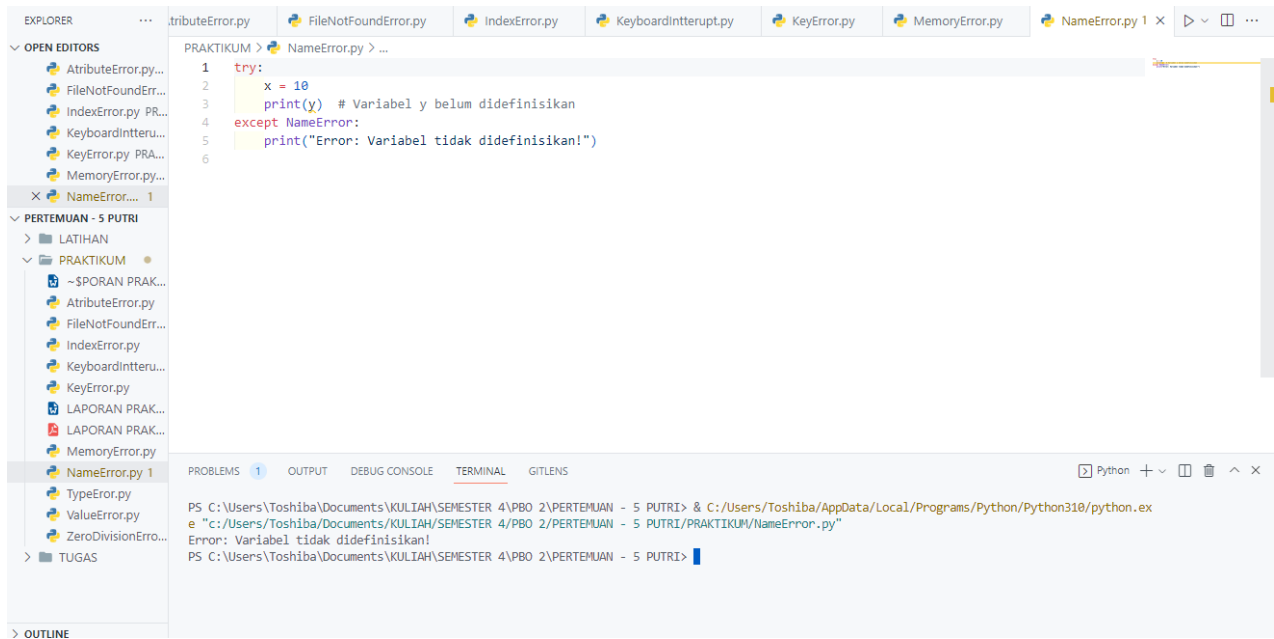 EXPLORER ···
OPEN EDITORS
AtributeError.py...
FileNotFoundErr...
IndexError.py PR...
KeyboardIntteru...
KeyError.py PRA...
MemoryError.py...
NameError.... 1
PERTEMUAN - 5 PUTRI
LATIHAN
PRAKTIKUM
~$PORAN PRAK...
AtributeError.py
FileNotFoundErr...
IndexError.py
KeyboardIntteru...
KeyError.py
LAPORAN PRAK...
LAPORAN PRAK...
MemoryError.py
NameError.py 1
TypeEror.py
ValueError.py
ZeroDivisionErro...
TUGAS
OUTLINE
tributeError.py FileNotFoundError.py IndexError.py KeyboardIntterupt.py KeyError.py MemoryError.py NameError.py 1 ···
PRAKTIKUM > NameError.py > ...
1 try:
2     x = 10
3     print(y)  # Variabel y belum didefinisikan
4 except NameError:
5     print("Error: Variabel tidak didefinisikan!")
6
PROBLEMS 1 OUTPUT DEBUG CONSOLE TERMINAL GITLENS Python
PS C:\Users\Toshiba\Documents\KULIAH\SEMESTER 4\PBO 2\PERTEMUAN - 5 PUTRI> & C:/Users/Toshiba/AppData/Local/Programs/Python/Python310/python.ex
e "c:/Users/Toshiba/Documents/KULIAH/SEMESTER 4/PBO 2/PERTEMUAN - 5 PUTRI/PRAKTIKUM/NameError.py"
Error: Variabel tidak didefinisikan!
PS C:\Users\Toshiba\Documents\KULIAH\SEMESTER 4\PBO 2\PERTEMUAN - 5 PUTRI>